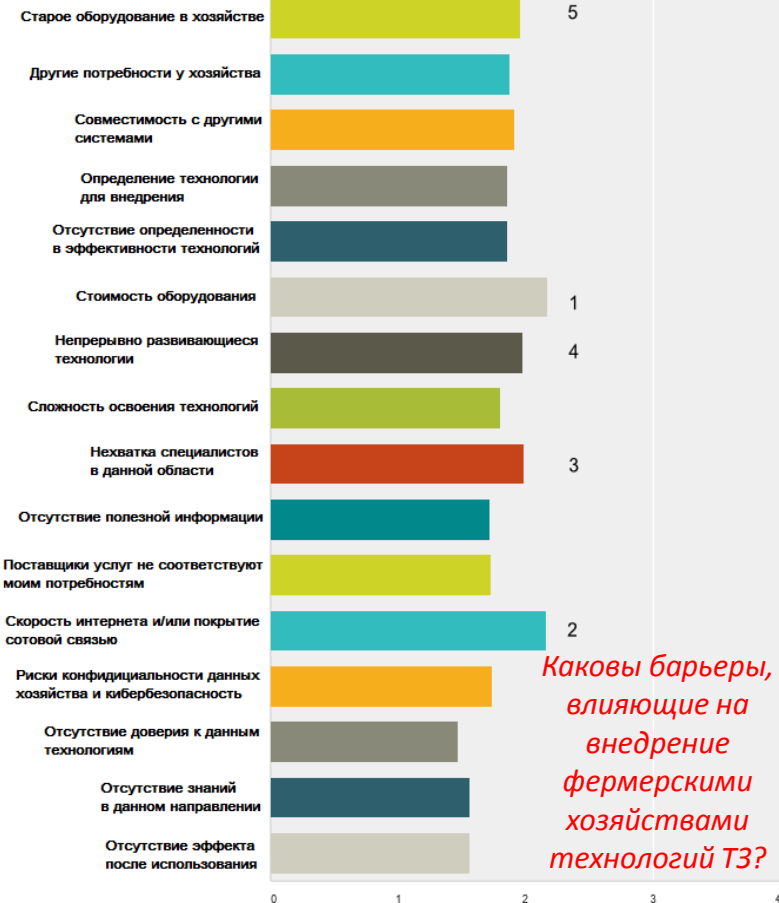 Старое оборудование в хозяйстве
5
Другие потребности у хозяйства
Совместимость с другими
системами
Определение технологии
для внедрения
Отсутствие определенности
в эффективности технологий
Стоимость оборудования
1
Непрерывно развивающиеся
технологии
4
Сложность освоения технологий
Нехватка специалистов
в данной области
3
Отсутствие полезной информации
Поставщики услуг не соответствуют
моим потребностям
Скорость интернета и/или покрытие
сотовой связью
2
Риски конфидициальности данных
хозяйства и кибербезопасность
Отсутствие доверия к данным
технологиям
Отсутствие знаний
в данном направлении
Отсутствие эффекта
после использования
Каковы барьеры,
влияющие на
внедрение
фермерскими
хозяйствами
технологий ТЗ?
0 1 2 3 4